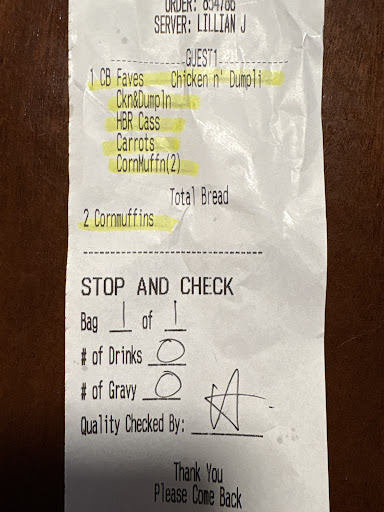 ORDER: 854786
SERVER: LILLIAN J
GUEST1
1 CB Faves Chicken n' Dumpli
Ckn&Dumpln
HBR Cass
Carrots
CornMuffn(2)
Total Bread
2 Cornmuffins
STOP AND CHECK
Bag 1 of 1
# of Drinks 0
# of Gravy 0
Quality Checked By:
Thank You
Please Come Back